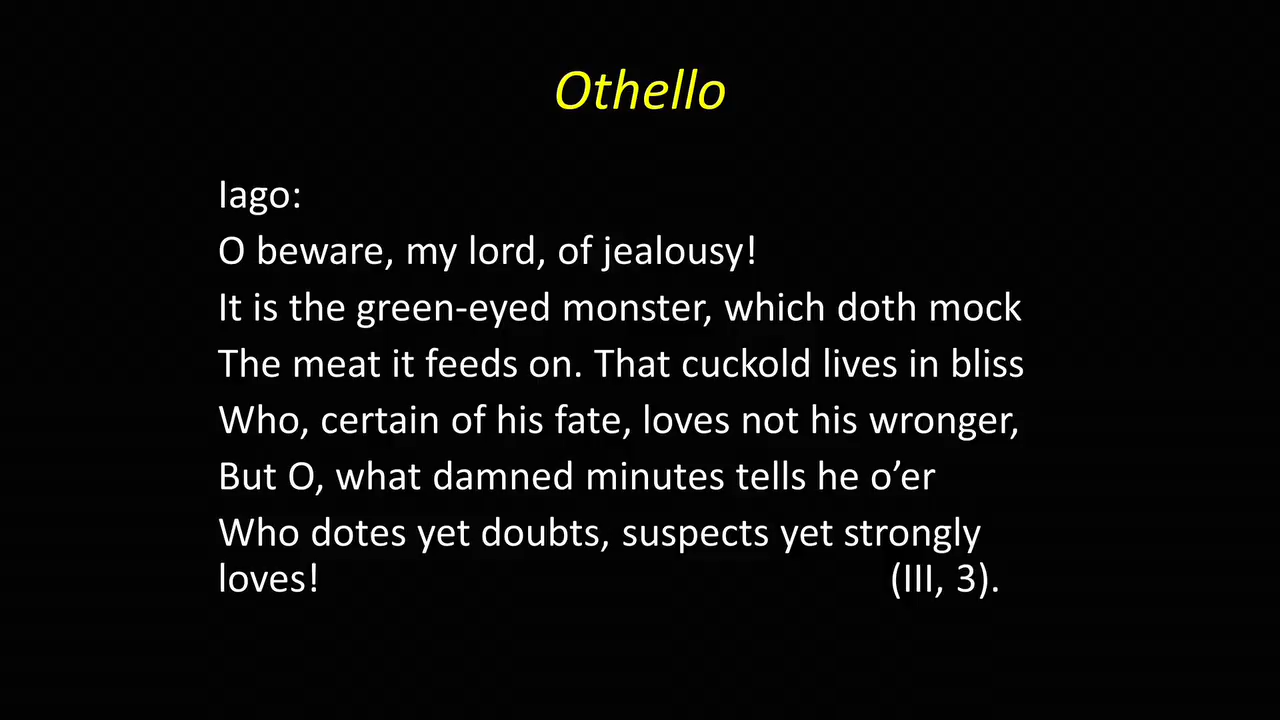 Othello
Iago:
O beware, my lord, of jealousy!
It is the green-eyed monster, which doth mock
The meat it feeds on. That cuckold lives in bliss
Who, certain of his fate, loves not his wronger,
But O, what damned minutes tells he o’er
Who dotes yet doubts, suspects yet strongly
loves! (III, 3).